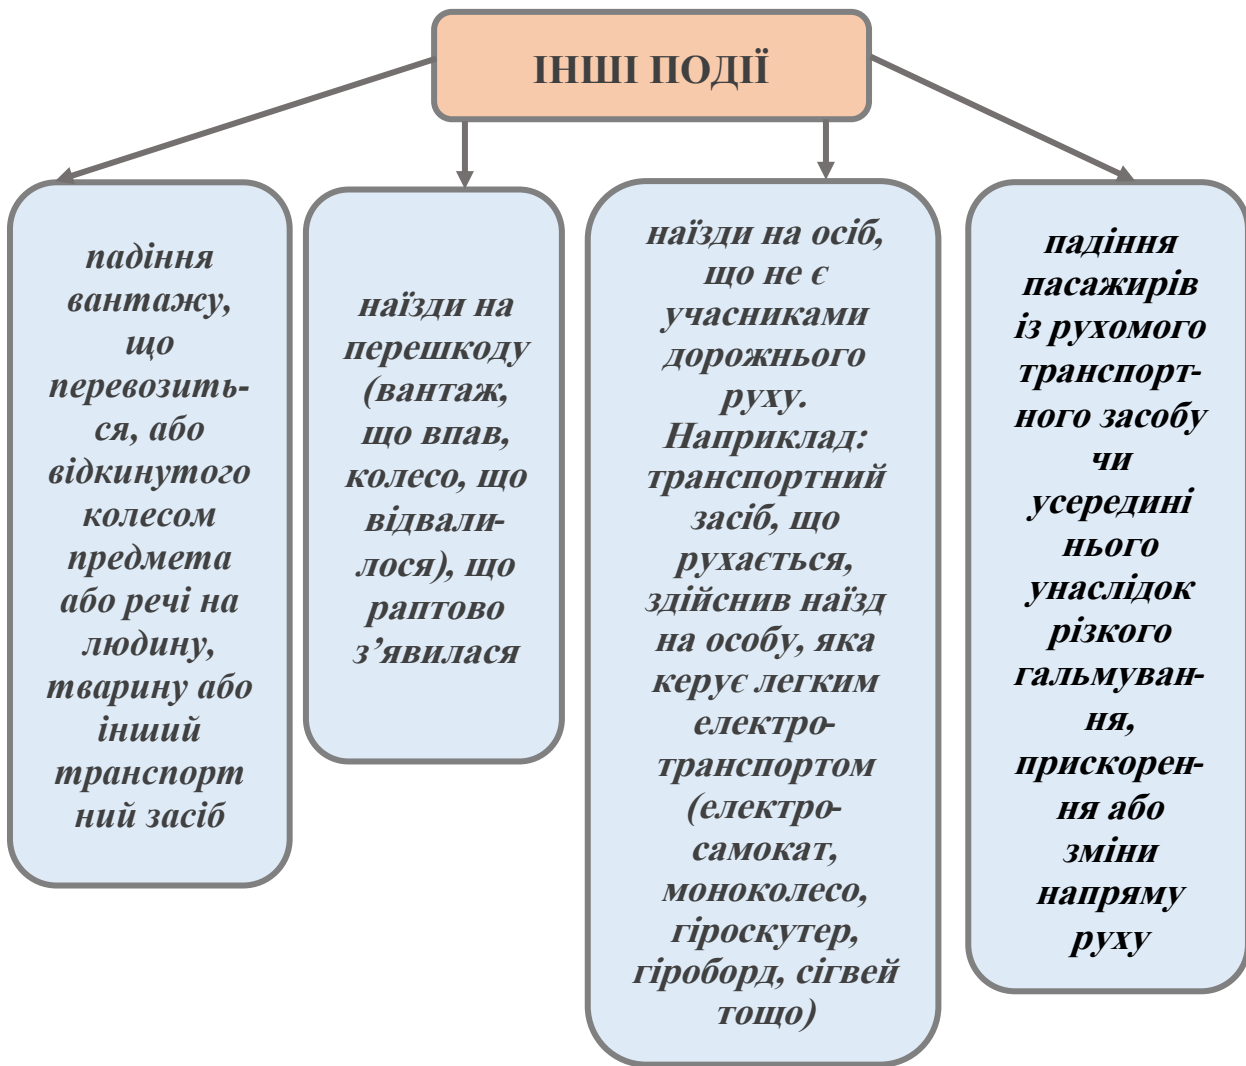 ІНШІ ПОДІЇ
падіння
вантажу,
що
перевозить-
ся, або
відкинутого
колесом
предмета
або речі на
людину,
тварину або
інший
транспорт
ний засіб
наїзди на
перешкоду
(вантаж,
що впав,
колесо, що
відвали-
лося), що
раптово
з’явилася
наїзди на осіб,
що не є
учасниками
дорожнього
руху.
Наприклад:
транспортний
засіб, що
рухається,
здійснив наїзд
на особу, яка
керує легким
електро-
транспортом
(електро-
самокат,
моноколесо,
гіроскутер,
гіроборд, сігвей
тощо)
падіння
пасажирів
із рухомого
транспорт-
ного засобу
чи
усередині
нього
унаслідок
різкого
гальмуван-
ня,
прискорен-
ня або
зміни
напряму
руху